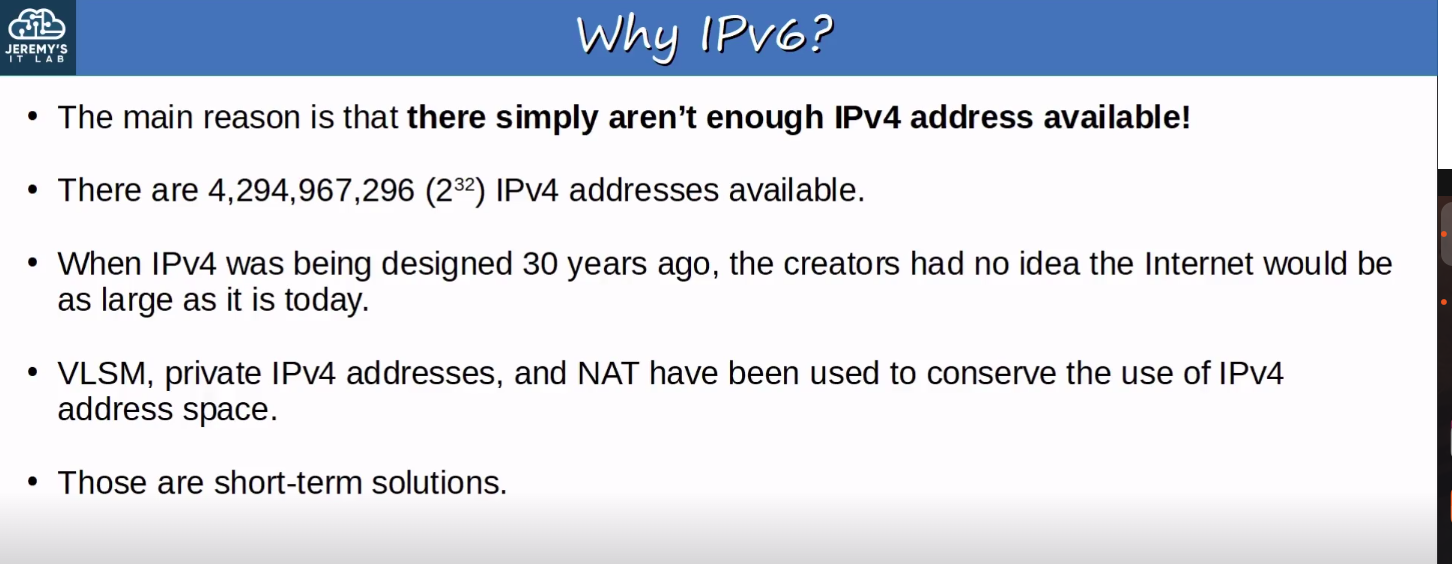 JEREMY'S
IT LAB
Why IPv6?
• The main reason is that there simply aren't enough IPv4 address available!
• There are 4,294,967,296 (2³²) IPv4 addresses available.
• When IPv4 was being designed 30 years ago, the creators had no idea the Internet would be
as large as it is today.
• VLSM, private IPv4 addresses, and NAT have been used to conserve the use of IPv4
address space.
• Those are short-term solutions.